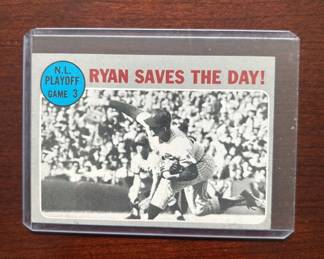 N.L.
PLAYOFF
GAME 3
RYAN SAVES THE DAY!